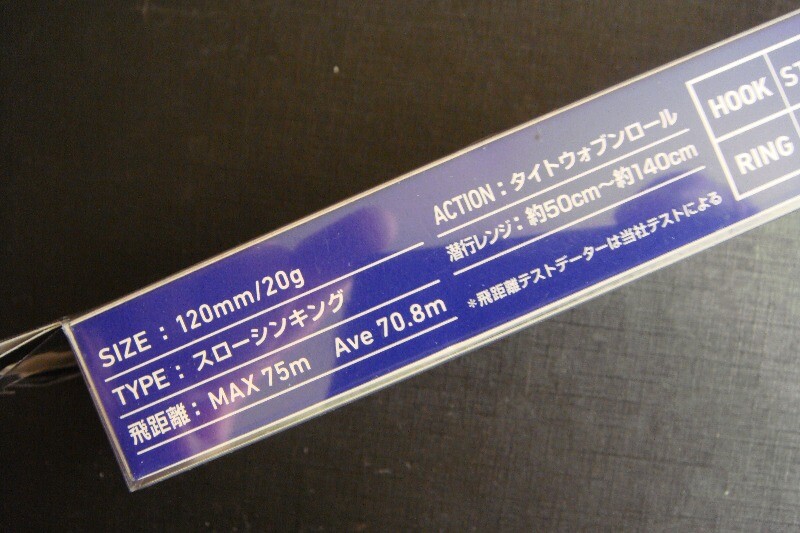 SIZE : 120mm/20g
TYPE : スローシンキング
飛距離 : MAX 75m Ave 70.8m
ACTION : タイトウォブンロール
潜行レンジ : 約50cm〜約140cm
*飛距離テストデーターは当社テストによる
HOOK ST
RING